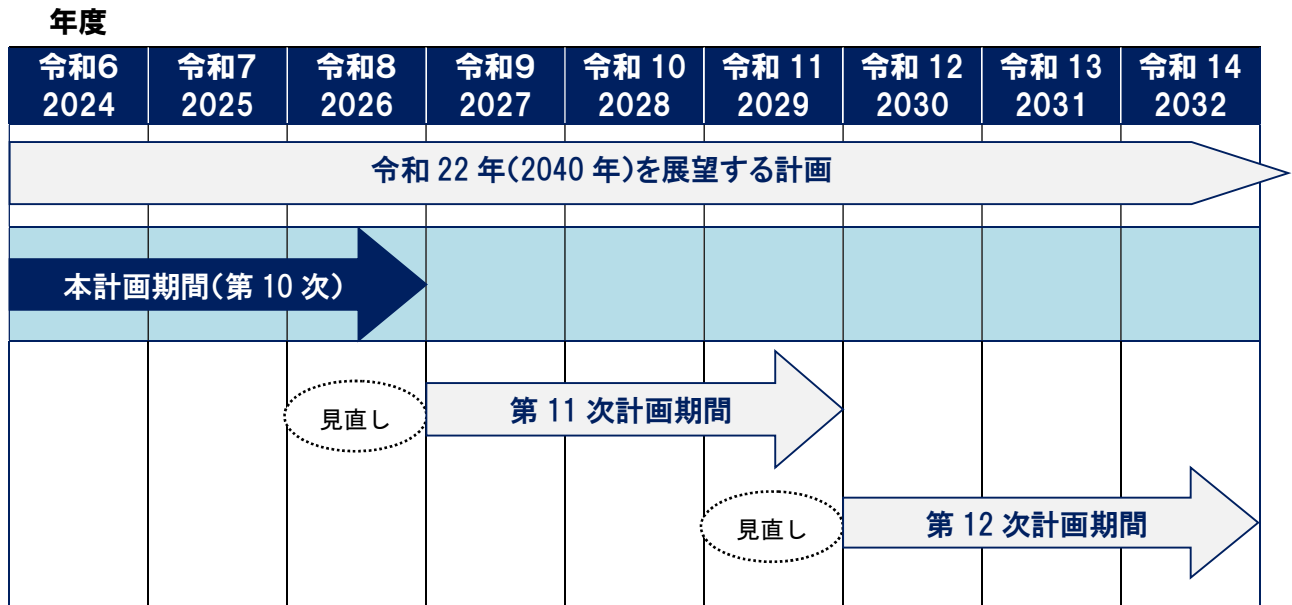 年度
令和6 令和7 令和8 令和9 令和 10 令和 11 令和 12 令和 13 令和 14
2024 2025 2026 2027 2028 2029 2030 2031 2032
令和 22 年(2040 年)を展望する計画
本計画期間(第 10 次)
見直し 第 11 次計画期間
見直し 第 12 次計画期間